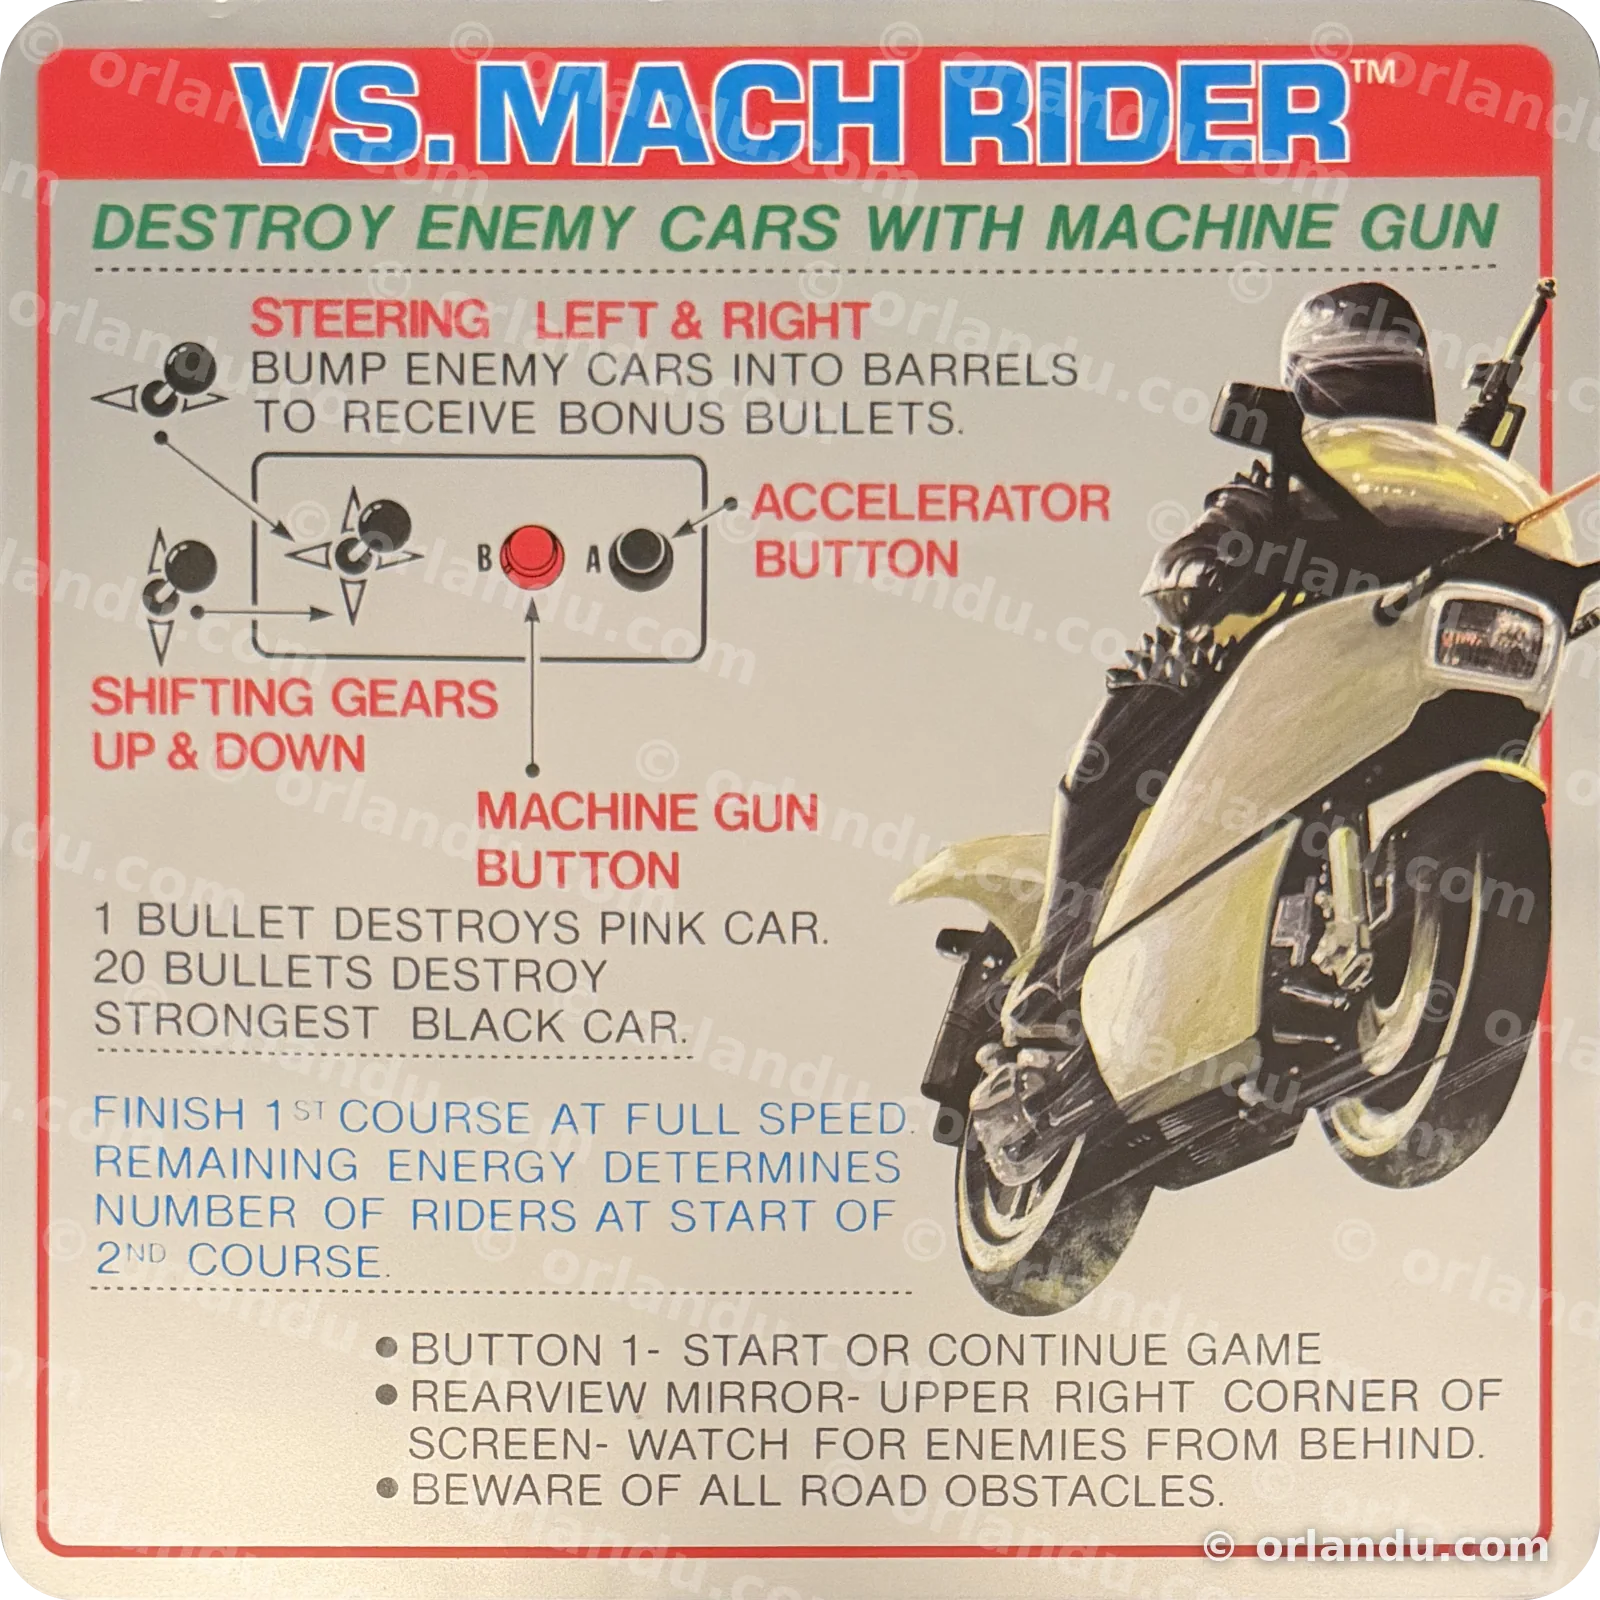 VS. MACH RIDER™
DESTROY ENEMY CARS WITH MACHINE GUN
STEERING LEFT & RIGHT
BUMP ENEMY CARS INTO BARRELS
TO RECEIVE BONUS BULLETS.
ACCELERATOR
BUTTON
B A
SHIFTING GEARS
UP & DOWN
MACHINE GUN
BUTTON
1 BULLET DESTROYS PINK CAR.
20 BULLETS DESTROY
STRONGEST BLACK CAR.
FINISH 1ST COURSE AT FULL SPEED.
REMAINING ENERGY DETERMINES
NUMBER OF RIDERS AT START OF
2ND COURSE.
• BUTTON 1- START OR CONTINUE GAME
• REARVIEW MIRROR- UPPER RIGHT CORNER OF
SCREEN- WATCH FOR ENEMIES FROM BEHIND.
• BEWARE OF ALL ROAD OBSTACLES.
© orlandu.com